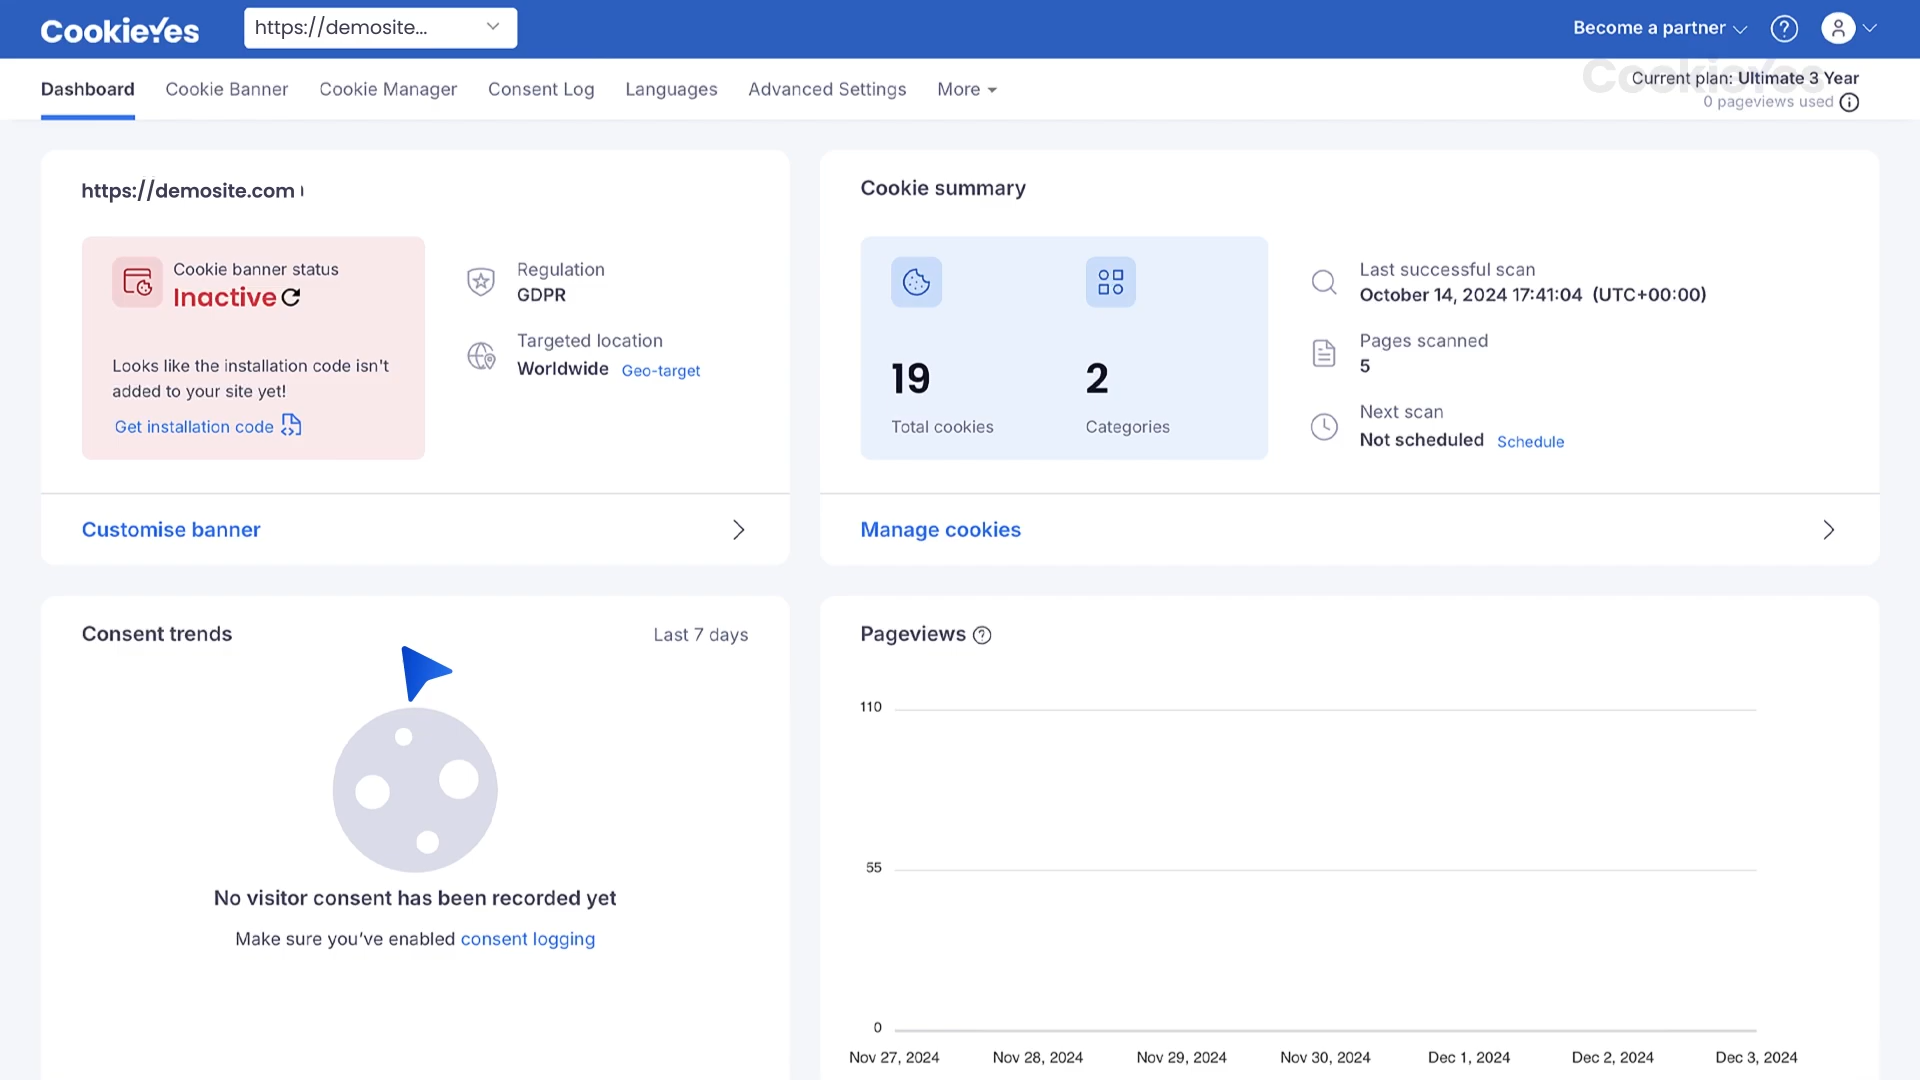 CookieYes
https://demosite...
Become a partner
Dashboard
Cookie Banner
Cookie Manager
Consent Log
Languages
Advanced Settings
More
CookieYes
Current plan: Ultimate 3 Year
0 pageviews used
https://demosite.com
Cookie banner status
Inactive
Looks like the installation code isn't
added to your site yet!
Get installation code
Regulation
GDPR
Targeted location
Worldwide Geo-target
Customise banner
Cookie summary
19
Total cookies
2
Categories
Last successful scan
October 14, 2024 17:41:04 (UTC+00:00)
Pages scanned
5
Next scan
Not scheduled Schedule
Manage cookies
Consent trends
Last 7 days
No visitor consent has been recorded yet
Make sure you've enabled consent logging
Pageviews
110
55
0
Nov 27, 2024
Nov 28, 2024
Nov 29, 2024
Nov 30, 2024
Dec 1, 2024
Dec 2, 2024
Dec 3, 2024